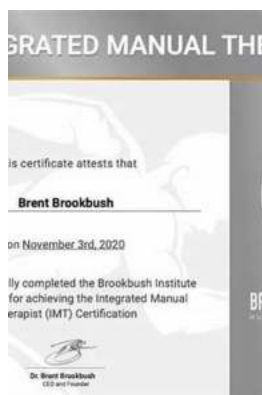 GRATED MANUAL THE
is certificate attests that
Brent Brookbush
on November 3rd, 2020
lly completed the Brookbush Institute
for achieving the Integrated Manual
erapist (IMT) Certification
Dr. Brent Brookbush
CEO and Founder